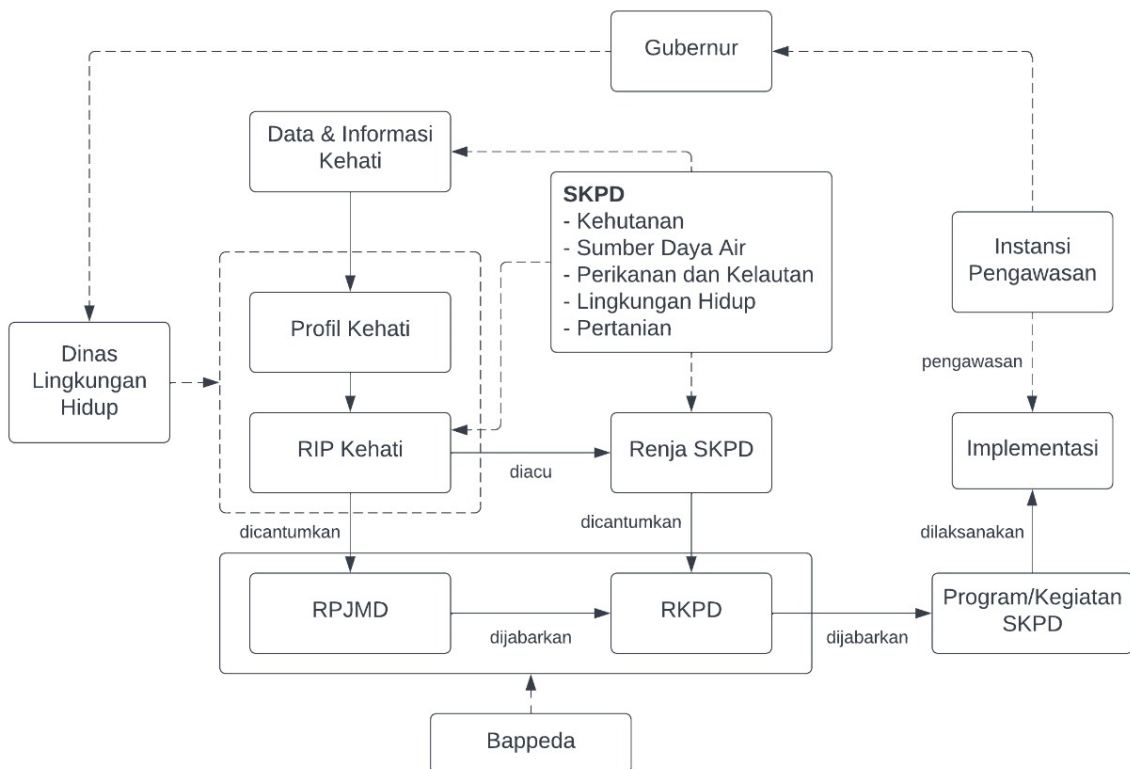 Gubernur
Data & Informasi
Kehati
SKPD
- Kehutanan
- Sumber Daya Air
- Perikanan dan Kelautan
- Lingkungan Hidup
- Pertanian
Instansi
Pengawasan
Profil Kehati
Dinas
Lingkungan
Hidup
pengawasan
RIP Kehati
diacu
Renja SKPD
Implementasi
dicantumkan
dicantumkan
dilaksanakan
RPJMD
dijabarkan
RKPD
dijabarkan
Program/Kegiatan
SKPD
Bappeda